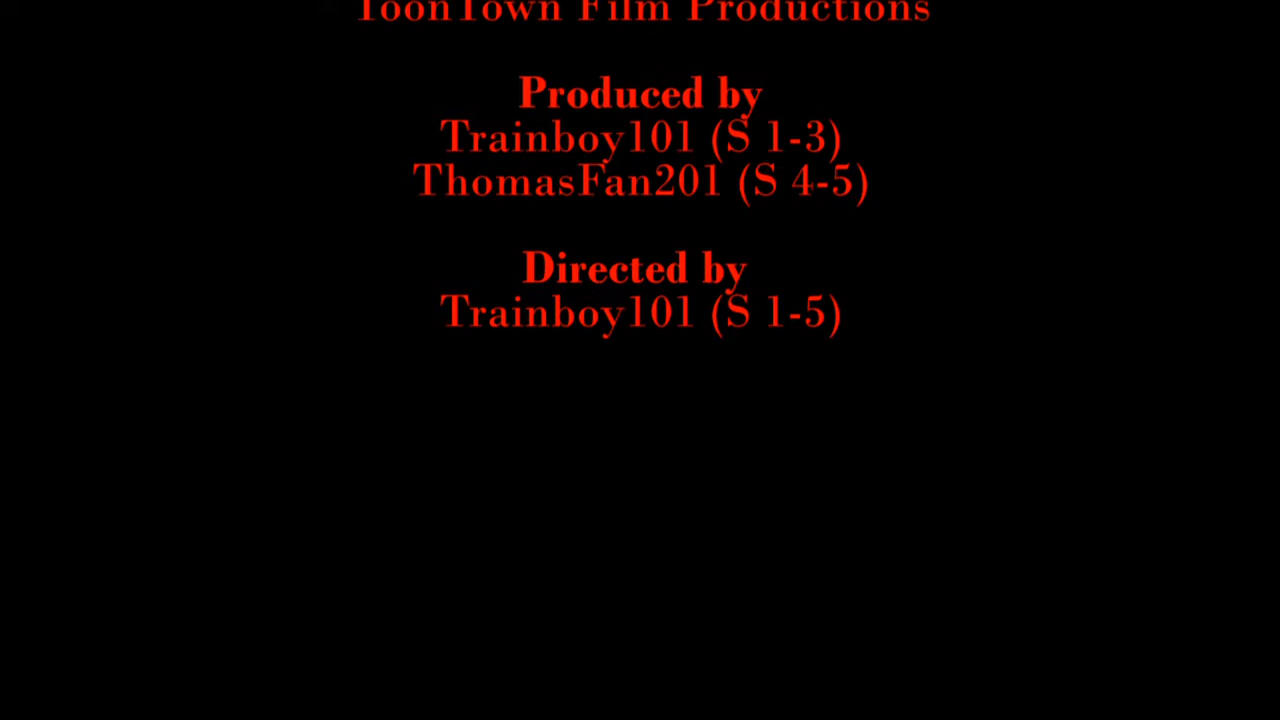 ToonTown Film Productions
Produced by
Trainboy101 (S 1-3)
ThomasFan201 (S 4-5)
Directed by
Trainboy101 (S 1-5)